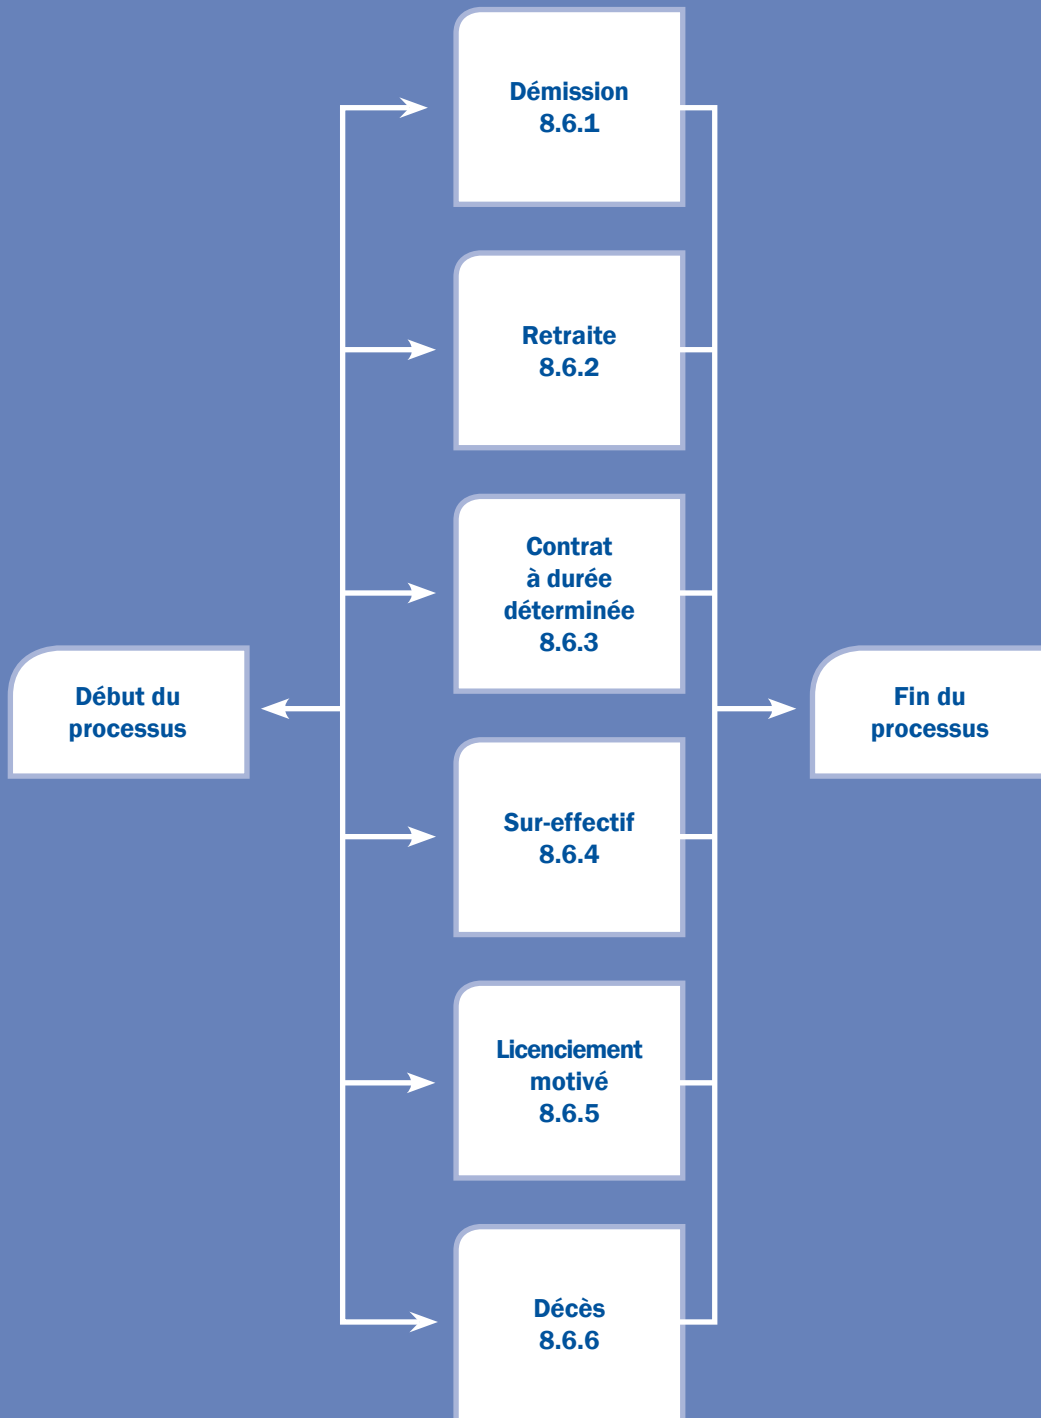 Démission
8.6.1
Retraite
8.6.2
Contrat
à durée
déterminée
8.6.3
Début du
processus
Fin du
processus
Sur-effectif
8.6.4
Licenciement
motivé
8.6.5
Décès
8.6.6